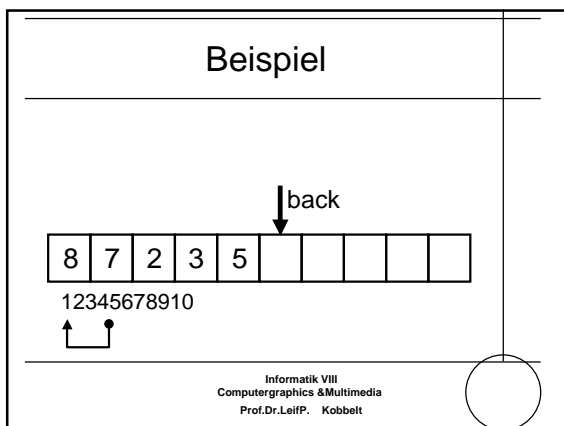 Beispiel
back
8 7 2 3 5
12345678910
Informatik VIII
Computergraphics &Multimedia
Prof.Dr.LeifP. Kobbelt